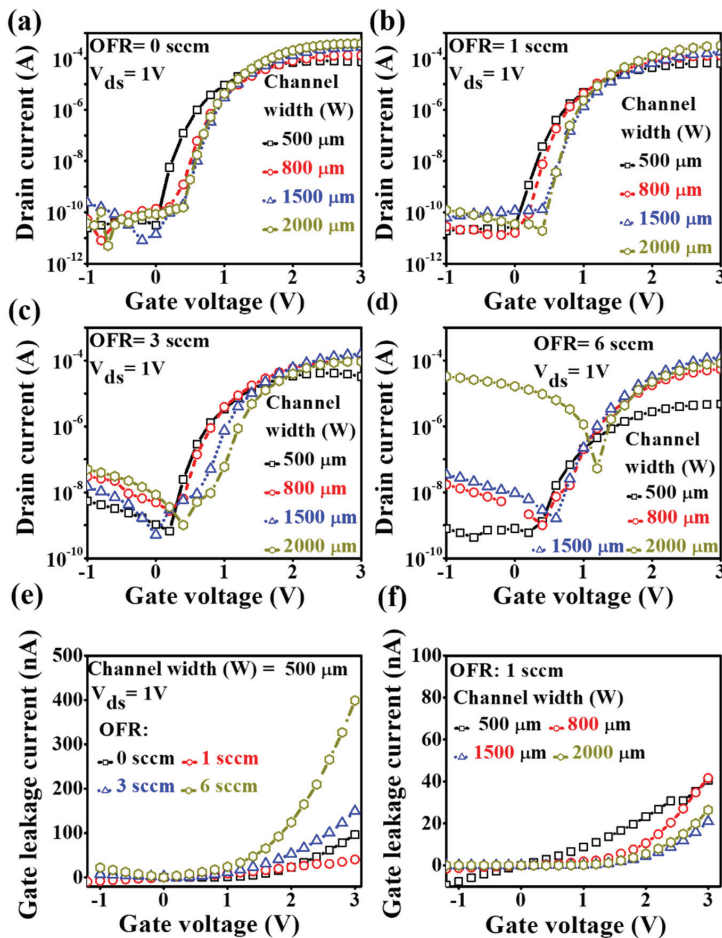 (a)
OFR= 0 sccm
Vds= 1V
Channel
width (W)
500 μm
800 μm
1500 μm
2000 μm
10-4
10-6
10-8
10-10
10-12
Drain current (A)
-1 0 1 2 3
Gate voltage (V)
(b)
OFR= 1 sccm
Vds= 1V
Channel
width (W)
500 μm
800 μm
1500 μm
2000 μm
10-4
10-6
10-8
10-10
10-12
Drain current (A)
-1 0 1 2 3
Gate voltage (V)
(c)
OFR= 3 sccm
Vds= 1V
Channel
width (W)
500 μm
800 μm
1500 μm
2000 μm
10-4
10-6
10-8
10-10
Drain current (A)
-1 0 1 2 3
Gate voltage (V)
(d)
OFR= 6 sccm
Vds= 1V
Channel
width (W)
500 μm
800 μm
1500 μm 2000 μm
10-4
10-6
10-8
10-10
Drain current (A)
-1 0 1 2 3
Gate voltage (V)
(e)
Channel width (W) = 500 μm
Vds= 1V
OFR:
0 sccm 1 sccm
3 sccm 6 sccm
500
400
300
200
100
0
Gate leakage current (nA)
-1 0 1 2 3
Gate voltage (V)
(f)
OFR: 1 sccm
Channel width (W)
500 μm 800 μm
1500 μm 2000 μm
100
80
60
40
20
0
Gate leakage current (nA)
-1 0 1 2 3
Gate voltage (V)